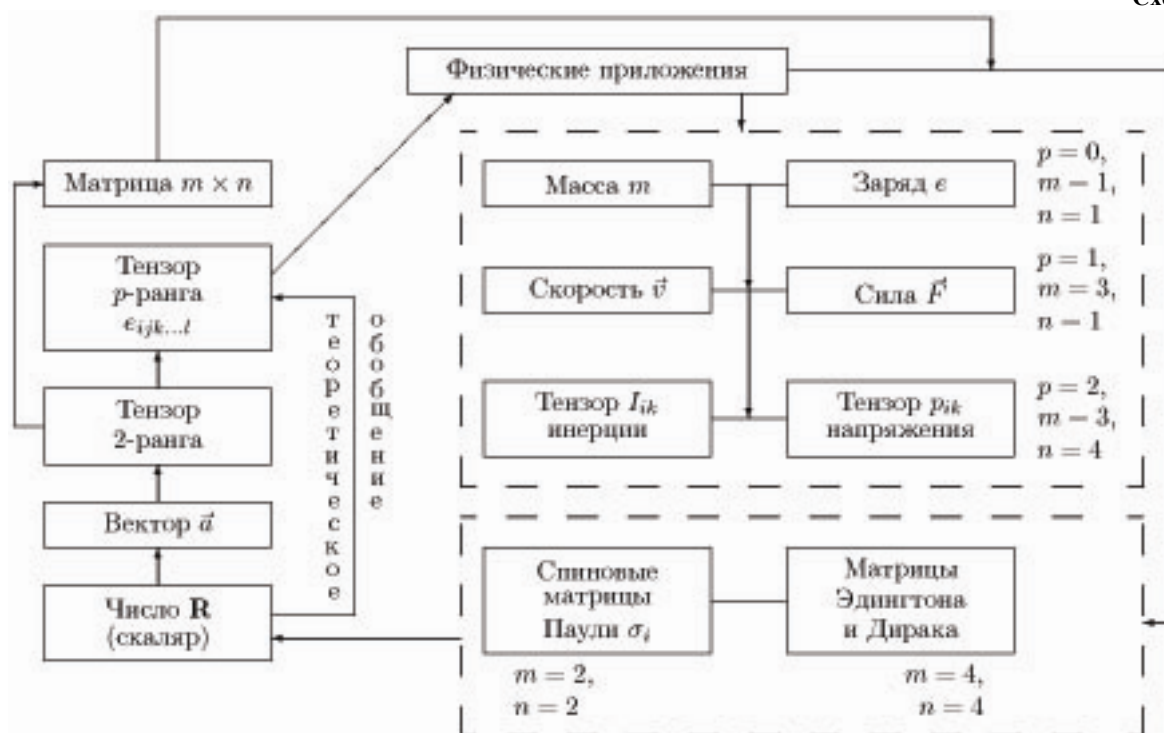 Физические приложения
Матрица m × n
Тензор
p-ранга
ϵ_{ijk...l}
Тензор
2-ранга
Вектор a⃗
Число R
(скаляр)
теоретическое
обобщение
Масса m
Заряд e
p = 0,
m − 1,
n = 1
Скорость v⃗
Сила F⃗
p = 1,
m = 3,
n − 1
Тензор I_{ik}
инерции
Тензор p_{ik}
напряжения
p = 2,
m − 3,
n = 4
Спиновые
матрицы
Паули σ_i
Матрицы
Эдингтона
и Дирака
m = 2,
n = 2
m = 4,
n = 4